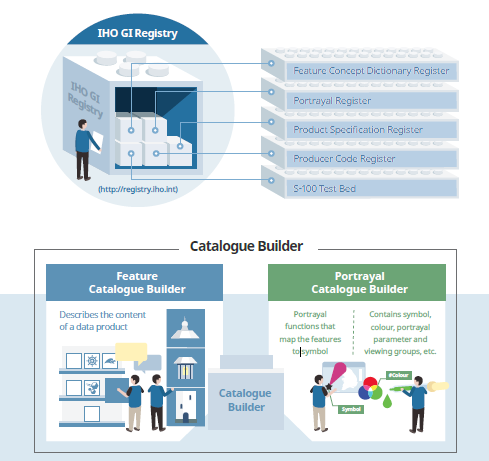 IHO GI Registry
IHO GI
Registry
(http://registry.iho.int)
Feature Concept Dictionary Register
Portrayal Register
Product Specification Register
Producer Code Register
S-100 Test Bed
Catalogue Builder
Feature
Catalogue Builder
Describes the content
of a data product
Catalogue
Builder
Portrayal
Catalogue Builder
Portrayal
functions that
map the features
to symbol
Contains symbol,
colour, portrayal
parameter and
viewing groups, etc.
#Colour
Symbol